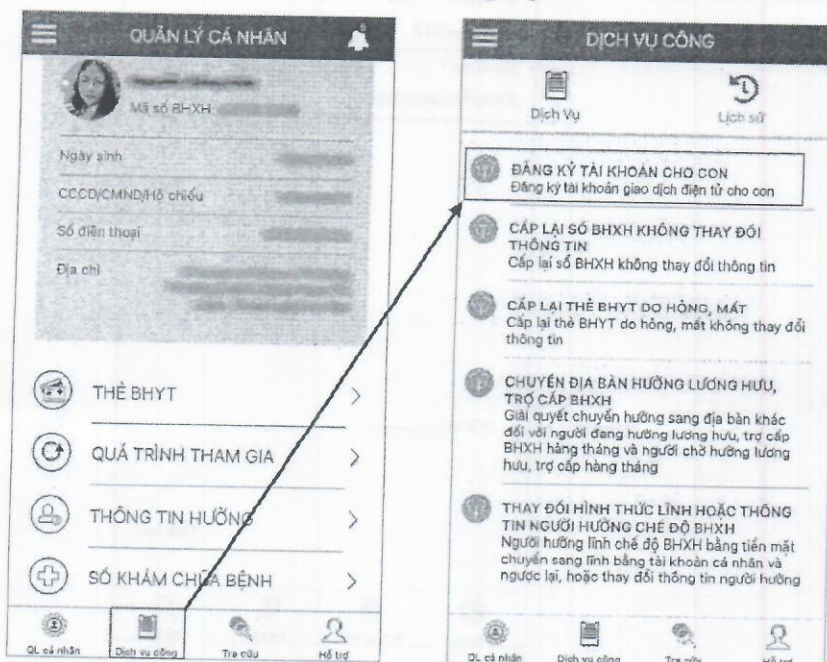 QUẢN LÝ CÁ NHÂN
Mã số BHXH
Ngày sinh
CCCD/CMND/Hộ chiếu
Số điện thoại
Địa chỉ
THẺ BHYT
QUÁ TRÌNH THAM GIA
THÔNG TIN HƯỞNG
SỔ KHÁM CHỮA BỆNH
QL cá nhân
Dịch vụ công
Tra cứu
Hỗ trợ
DỊCH VỤ CÔNG
Dịch Vụ
Lịch sử
ĐĂNG KÝ TÀI KHOẢN CHO CON
Đăng ký tài khoản giao dịch điện tử cho con
CẤP LẠI SỔ BHXH KHÔNG THAY ĐỔI
THÔNG TIN
Cấp lại sổ BHXH không thay đổi thông tin
CẤP LẠI THẺ BHYT DO HỎNG, MẤT
Cấp lại thẻ BHYT do hỏng, mất không thay đổi
thông tin
CHUYỂN ĐỊA BÀN HƯỞNG LƯƠNG HƯU,
TRỢ CẤP BHXH
Giải quyết chuyển hưởng sang địa bàn khác
đối với người đang hưởng lương hưu, trợ cấp
BHXH hàng tháng và người chờ hưởng lương
hưu, trợ cấp hàng tháng
THAY ĐỔI HÌNH THỨC LĨNH HOẶC THÔNG
TIN NGƯỜI HƯỞNG CHẾ ĐỘ BHXH
Người hưởng lĩnh chế độ BHXH bằng tiền mặt
chuyển sang lĩnh bằng tài khoản cá nhân và
ngược lại, hoặc thay đổi thông tin người hưởng
QL cá nhân
Dịch vụ công
Tra cứu
Hỗ trợ